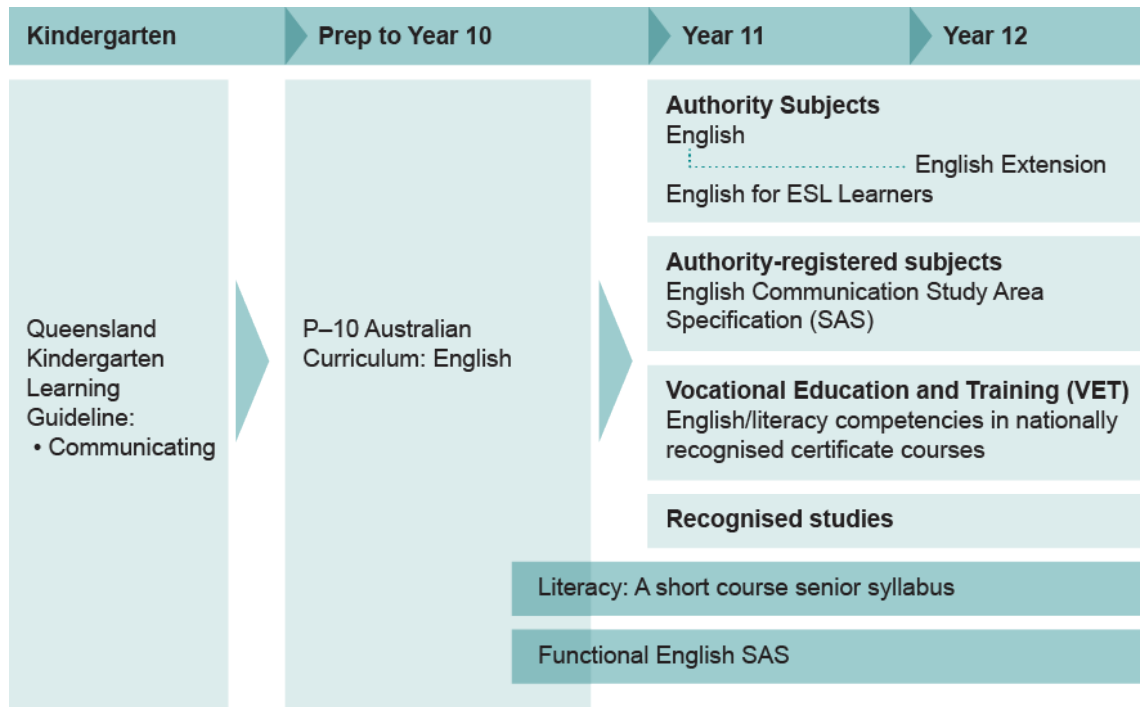 Kindergarten
Prep to Year 10
Year 11
Year 12
Queensland
Kindergarten
Learning
Guideline:
• Communicating
P–10 Australian
Curriculum: English
Authority Subjects
English
English Extension
English for ESL Learners
Authority-registered subjects
English Communication Study Area
Specification (SAS)
Vocational Education and Training (VET)
English/literacy competencies in nationally
recognised certificate courses
Recognised studies
Literacy: A short course senior syllabus
Functional English SAS